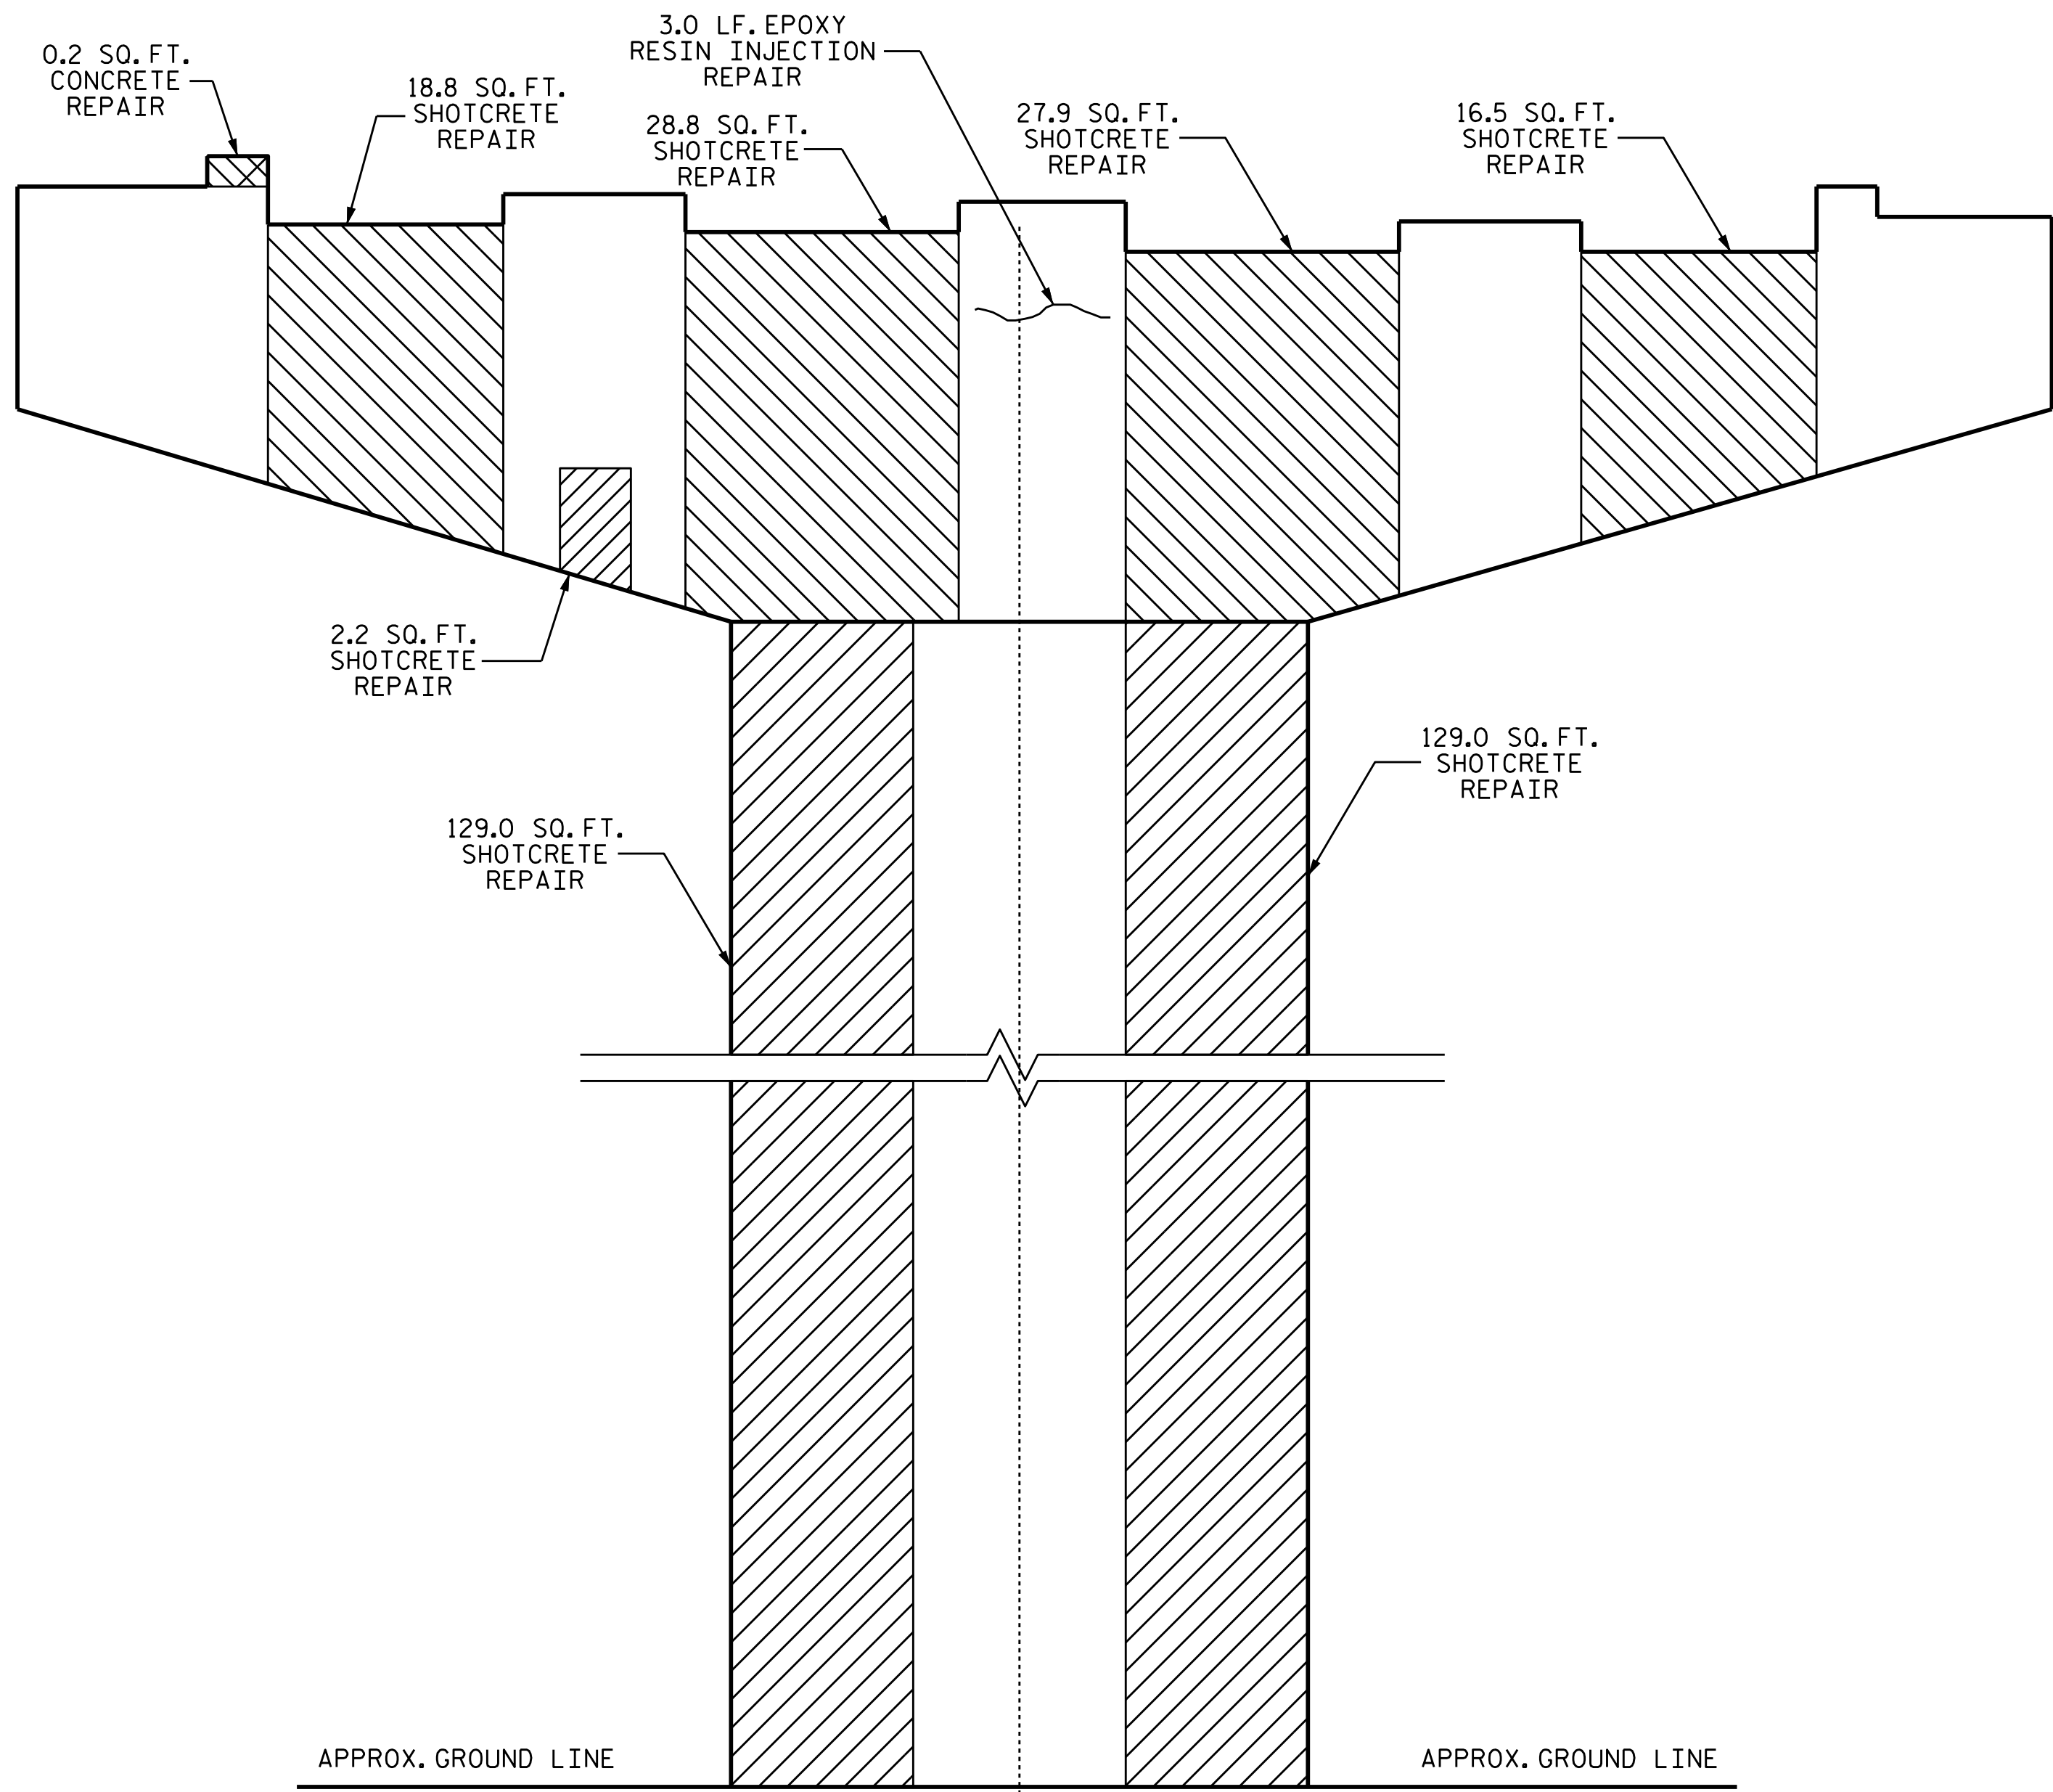 3.0 LF. EPOXY
RESIN INJECTION
REPAIR
0.2 SQ. FT.
CONCRETE
REPAIR
18.8 SQ. FT.
SHOTCRETE
REPAIR
28.8 SQ. FT.
SHOTCRETE
REPAIR
27.9 SQ. FT.
SHOTCRETE
REPAIR
16.5 SQ. FT.
SHOTCRETE
REPAIR
2.2 SQ. FT.
SHOTCRETE
REPAIR
129.0 SQ. FT.
SHOTCRETE
REPAIR
129.0 SQ. FT.
SHOTCRETE
REPAIR
APPROX. GROUND LINE
APPROX. GROUND LINE